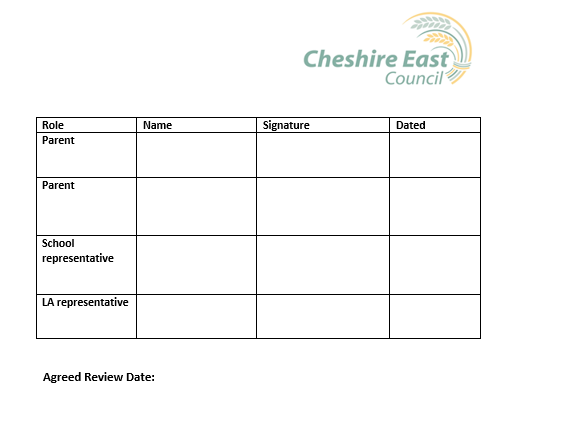 Cheshire East
Council
Role Name Signature Dated
Parent
Parent
School
representative
LA representative
Agreed Review Date: